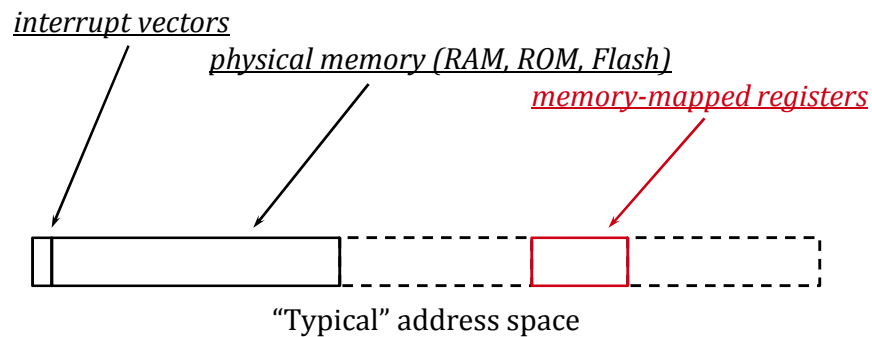 interrupt vectors
physical memory (RAM, ROM, Flash)
memory-mapped registers
“Typical” address space